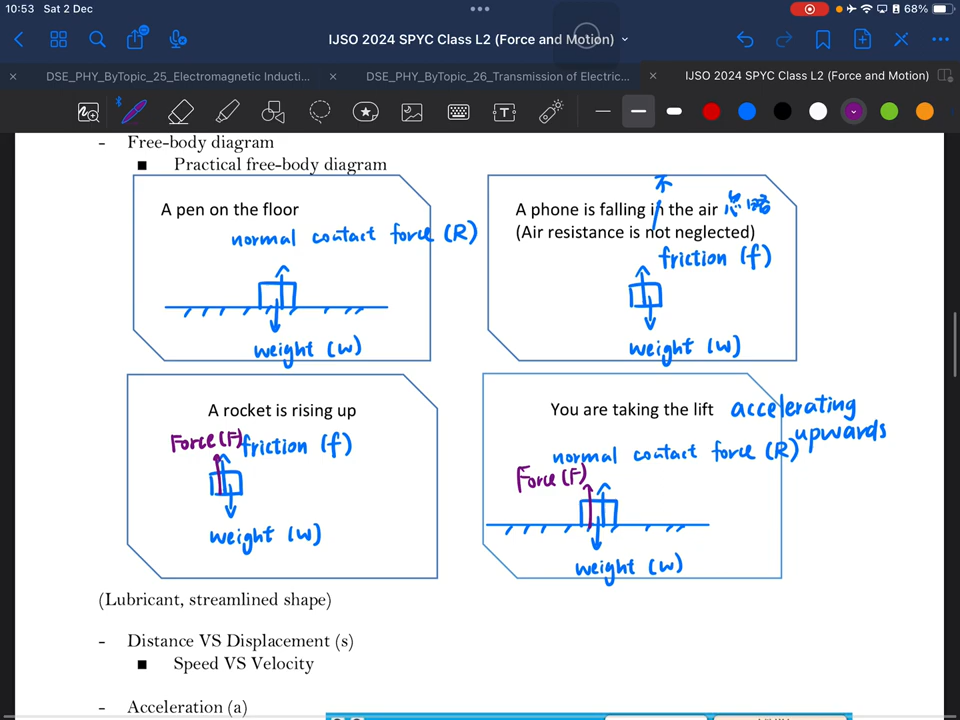 10:53 Sat 2 Dec
68%
IJSO 2024 SPYC Class L2 (Force and Motion)
DSE_PHY_ByTopic_25_Electromagnetic Inducti...
DSE_PHY_ByTopic_26_Transmission of Electric...
IJSO 2024 SPYC Class L2 (Force and Motion)
- Free-body diagram
■ Practical free-body diagram
A pen on the floor
normal contact force (R)
weight (W)
不
A phone is falling in the air 忽略
(Air resistance is not neglected)
friction (f)
weight (W)
A rocket is rising up
Force (F) friction (f)
weight (W)
You are taking the lift accelerating
upwards
normal contact force (R)
Force (F)
weight (W)
(Lubricant, streamlined shape)
- Distance VS Displacement (s)
■ Speed VS Velocity
- Acceleration (a)